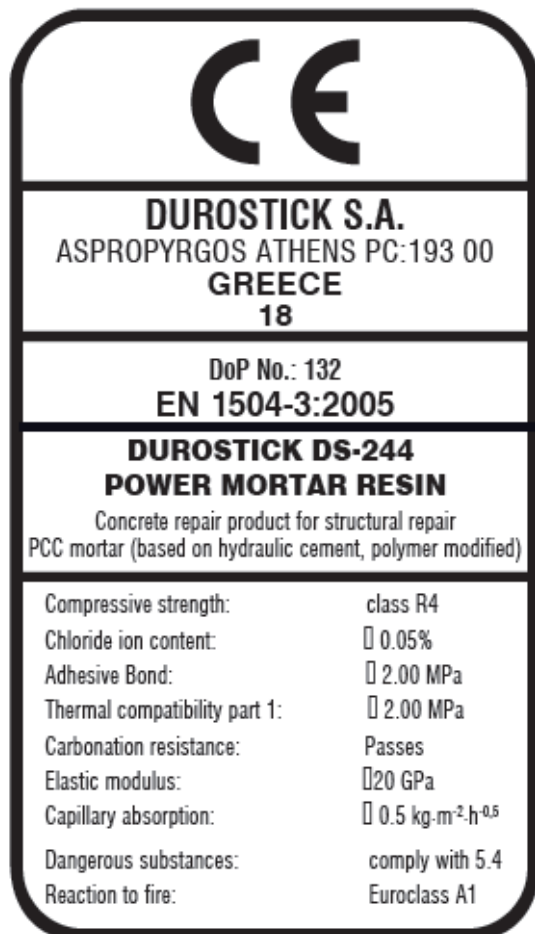 CE
DUROSTICK S.A.
ASPROPYRGOS ATHENS PC:193 00
GREECE
18
DoP No.: 132
EN 1504-3:2005
DUROSTICK DS-244
POWER MORTAR RESIN
Concrete repair product for structural repair
PCC mortar (based on hydraulic cement, polymer modified)
Compressive strength: class R4
Chloride ion content: ▯ 0.05%
Adhesive Bond: ▯ 2.00 MPa
Thermal compatibility part 1: ▯ 2.00 MPa
Carbonation resistance: Passes
Elastic modulus: ▯20 GPa
Capillary absorption: ▯ 0.5 kg·m⁻²·h⁻⁰·⁵
Dangerous substances: comply with 5.4
Reaction to fire: Euroclass A1